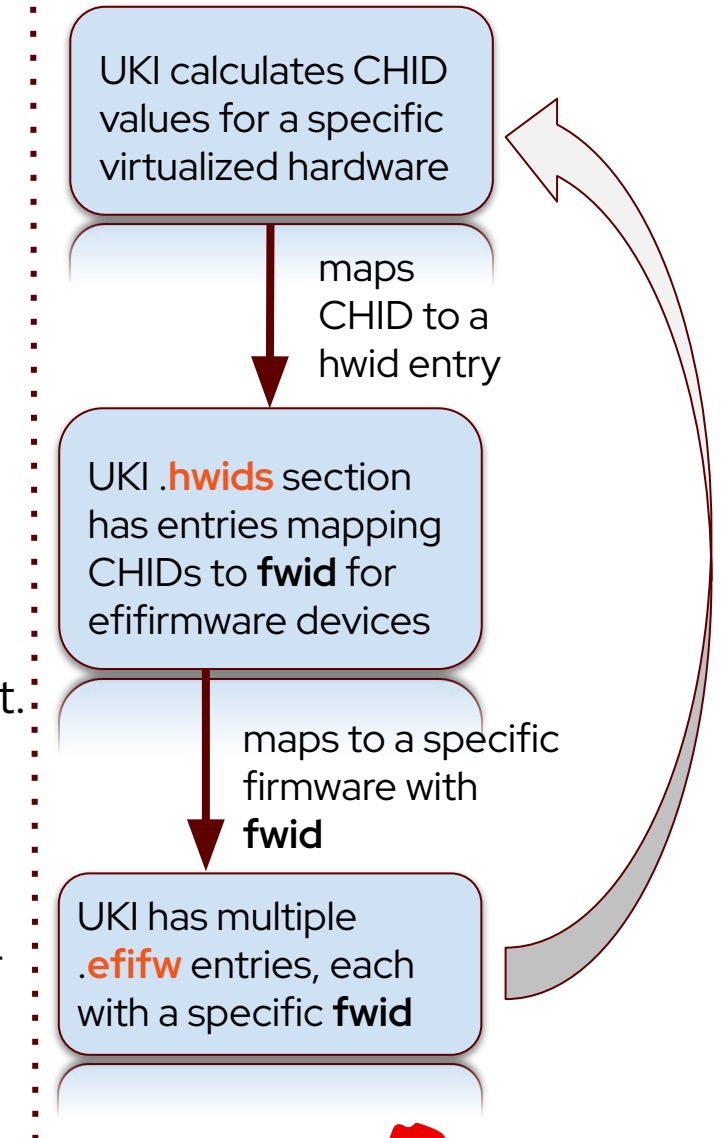 UKI calculates CHID
values for a specific
virtualized hardware
maps
CHID to a
hwid entry
UKI .hwids section
has entries mapping
CHIDs to fwid for
efifirmware devices
t.
maps to a specific
firmware with
fwid
UKI has multiple
.efifw entries, each
with a specific fwid